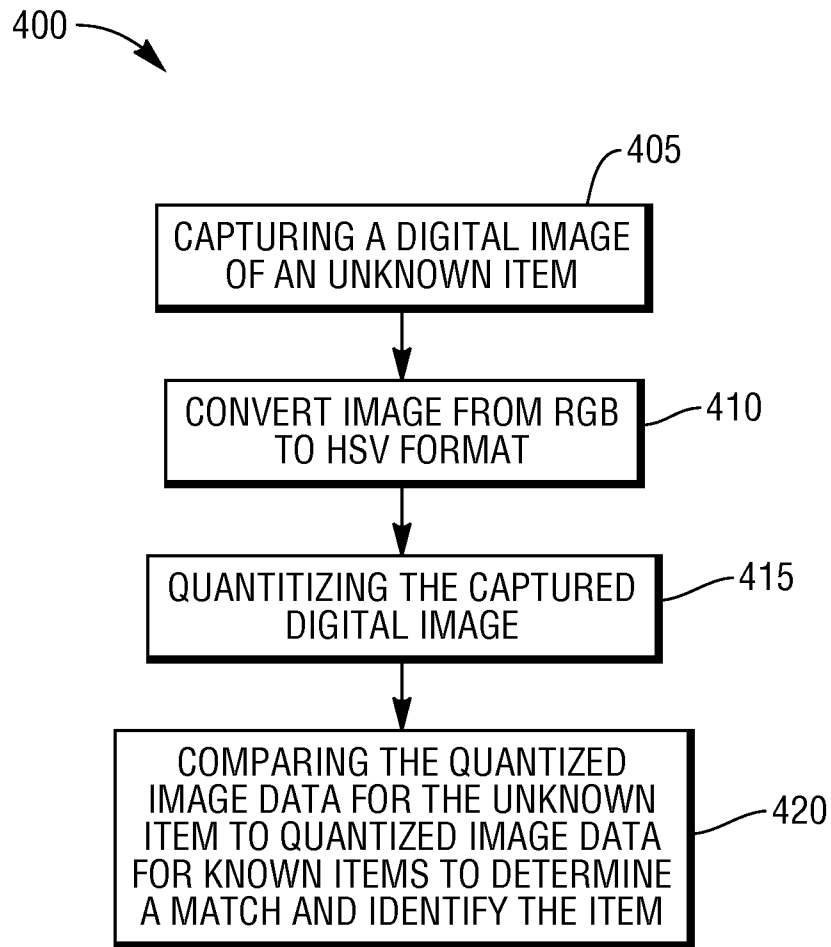 400
405
CAPTURING A DIGITAL IMAGE
OF AN UNKNOWN ITEM
CONVERT IMAGE FROM RGB
TO HSV FORMAT
410
QUANTITIZING THE CAPTURED
DIGITAL IMAGE
415
COMPARING THE QUANTIZED
IMAGE DATA FOR THE UNKNOWN
ITEM TO QUANTIZED IMAGE DATA
FOR KNOWN ITEMS TO DETERMINE
A MATCH AND IDENTIFY THE ITEM
420